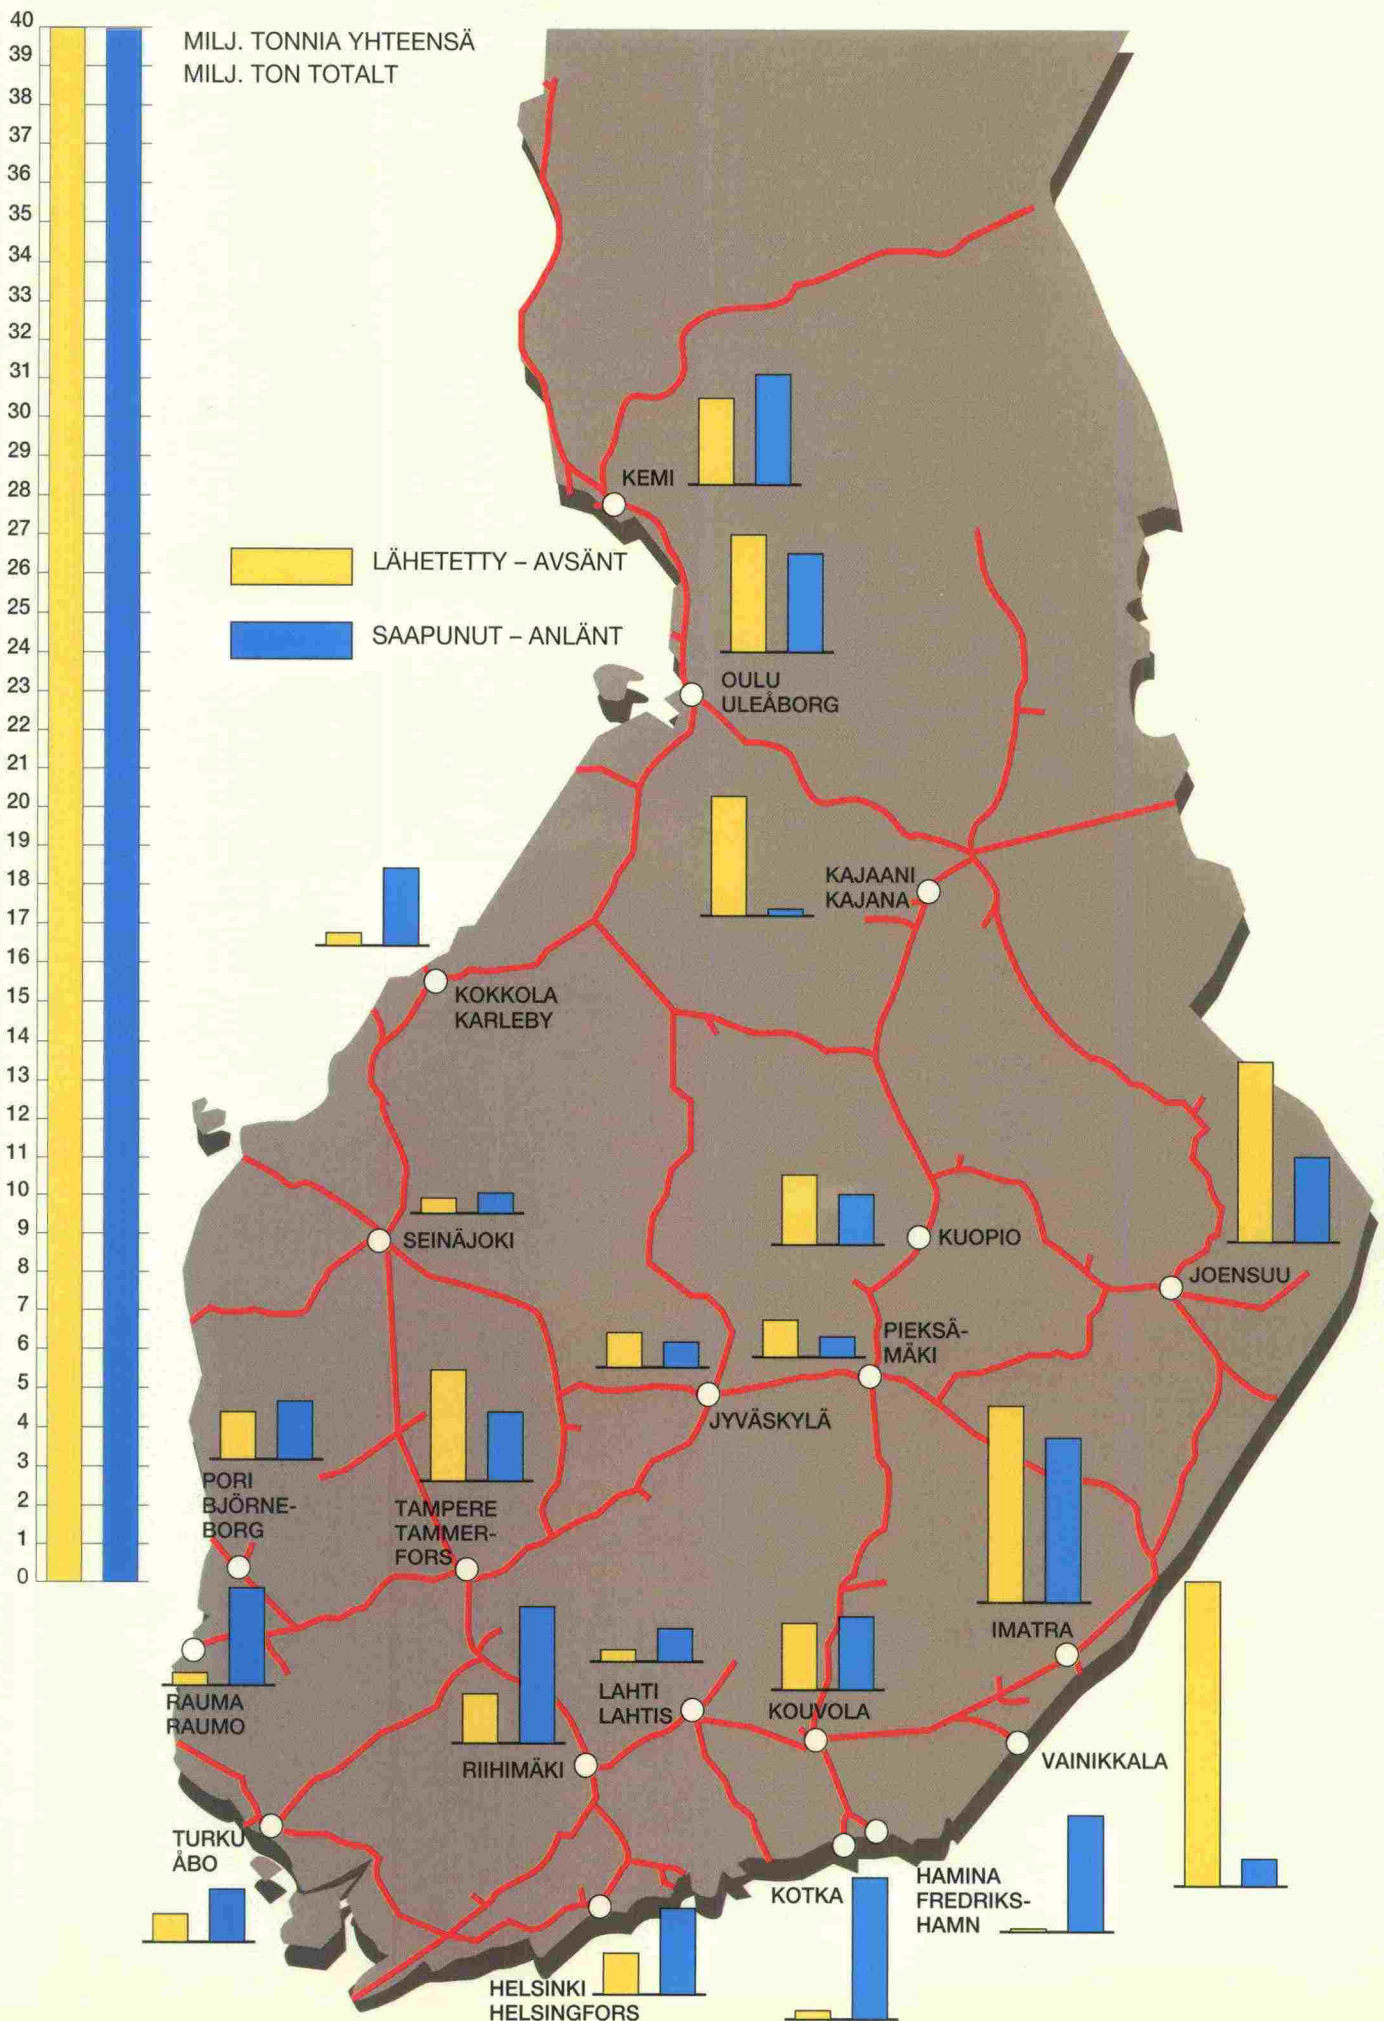 40
39
38
37
36
35
34
33
32
31
30
29
28
27
26
25
24
23
22
21
20
19
18
17
16
15
14
13
12
11
10
9
8
7
6
5
4
3
2
1
0
MILJ. TONNIA YHTEENSÄ
MILJ. TON TOTALT
LÄHETETTY – AVSÄNT
SAAPUNUT – ANLÄNT
KEMI
OULU
ULEÅBORG
KAJAANI
KAJANA
KOKKOLA
KARLEBY
SEINÄJOKI
KUOPIO
JOENSUU
PIEKSÄ-
MÄKI
JYVÄSKYLÄ
PORI
BJÖRNE-
BORG
TAMPERE
TAMMER-
FORS
IMATRA
RAUMA
RAUMO
LAHTI
LAHTIS
KOUVOLA
RIIHIMÄKI
VAINIKKALA
TURKU
ÅBO
KOTKA
HAMINA
FREDRIKS-
HAMN
HELSINKI
HELSINGFORS